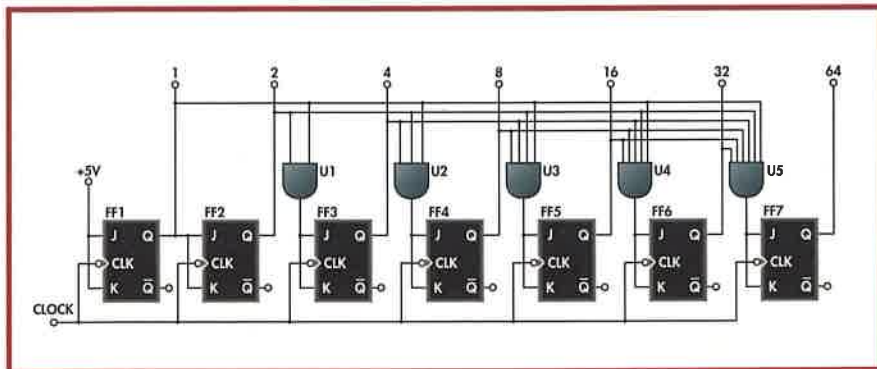 1 2 4 8 16 32 64
+5V U1 U2 U3 U4 U5
FF1 FF2 FF3 FF4 FF5 FF6 FF7
J Q J Q J Q J Q J Q J Q J Q
CLK CLK CLK CLK CLK CLK CLK
K Q̅ K Q̅ K Q̅ K Q̅ K Q̅ K Q̅ K Q̅
CLOCK